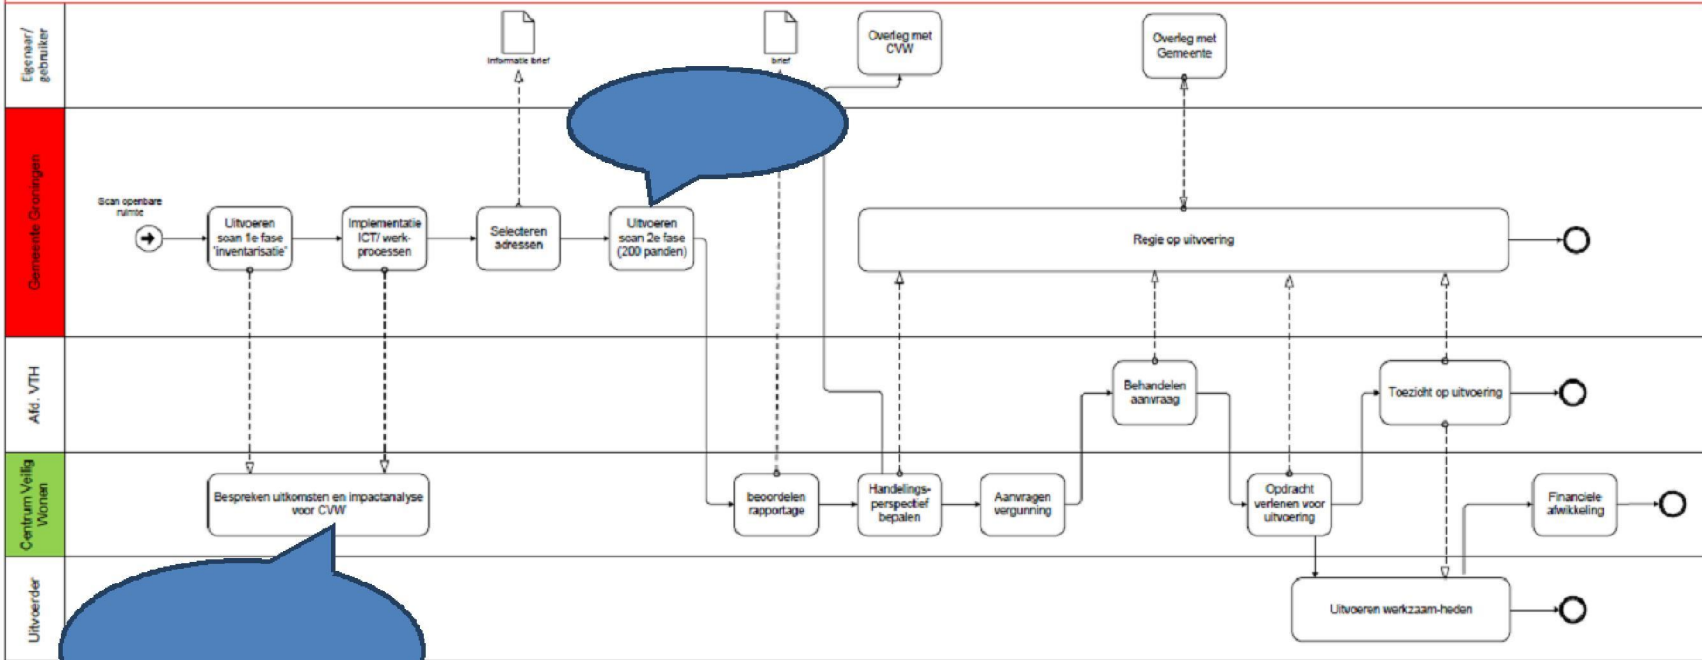 Eigenaar/
gebruiker
Informatie brief
brief
Overleg met
CVW
Overleg met
Gemeente
Gemeente Groningen
Scan openbare
ruimte
Uitvoeren
scan 1e fase
'inventarisatie'
Implementatie
ICT/ werk-
processen
Selecteren
adressen
Uitvoeren
scan 2e fase
(200 panden)
Regie op uitvoering
Afd. VTH
Behandelen
aanvraag
Toezicht op uitvoering
Centrum Veilig
Wonen
Bespreken uitkomsten en impactanalyse
voor CVW
beoordelen
rapportage
Handelings-
perspectief
bepalen
Aanvragen
vergunning
Opdracht
verlenen voor
uitvoering
Financiele
afwikkeling
Uitvoerder
Uitvoeren werkzaam-heden